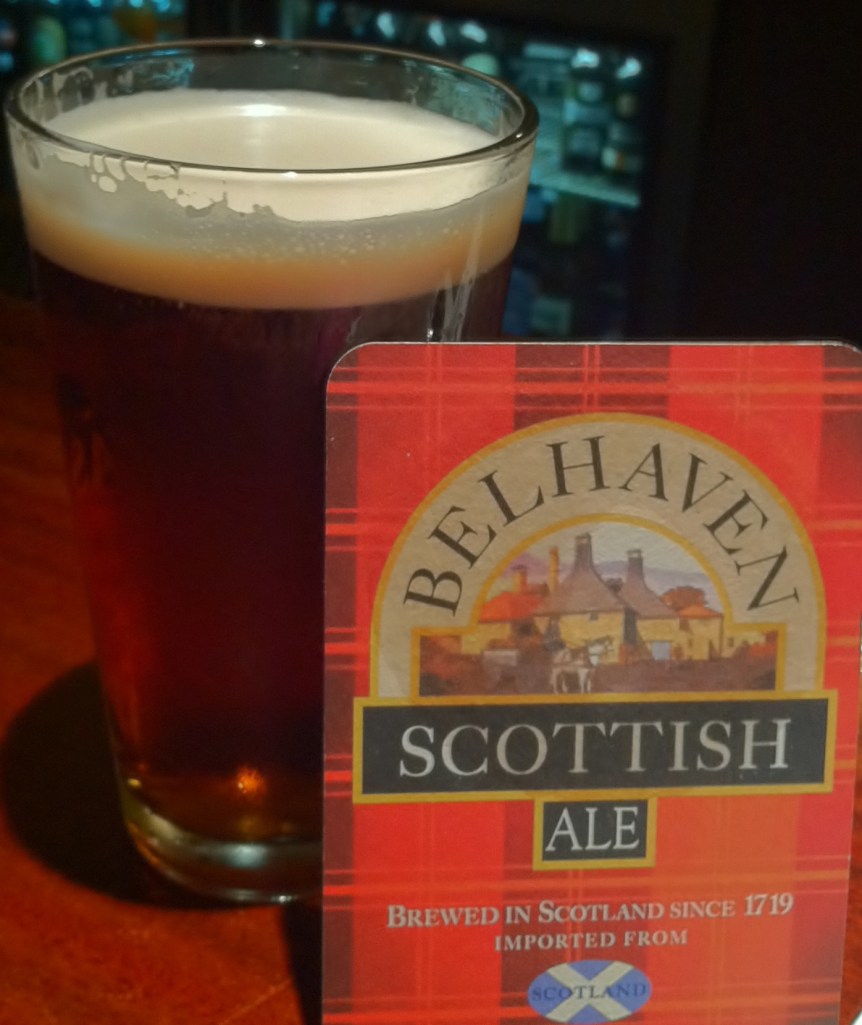 BELHAVEN
SCOTTISH
ALE
BREWED IN SCOTLAND SINCE 1719
IMPORTED FROM
SCOTLAND